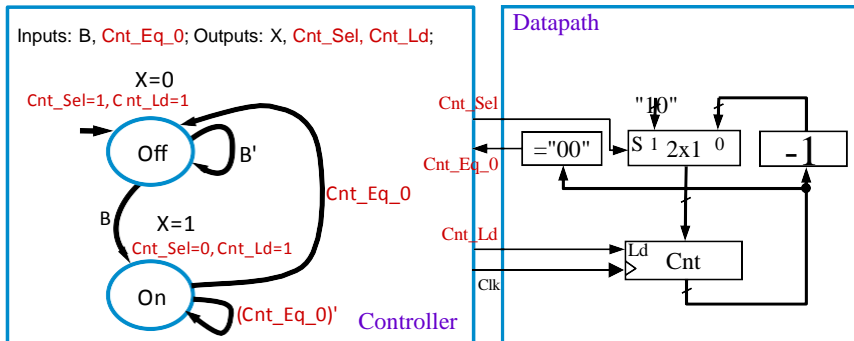 Inputs: B, Cnt_Eq_0; Outputs: X, Cnt_Sel, Cnt_Ld;
X=0
Cnt_Sel=1, Cnt_Ld=1
Off
B'
Cnt_Eq_0
B
X=1
Cnt_Sel=0, Cnt_Ld=1
On
(Cnt_Eq_0)'
Controller
Datapath
Cnt_Sel
Cnt_Eq_0
Cnt_Ld
Clk
"10"
="00"
S 1 2x1 0
-1
Ld
Cnt